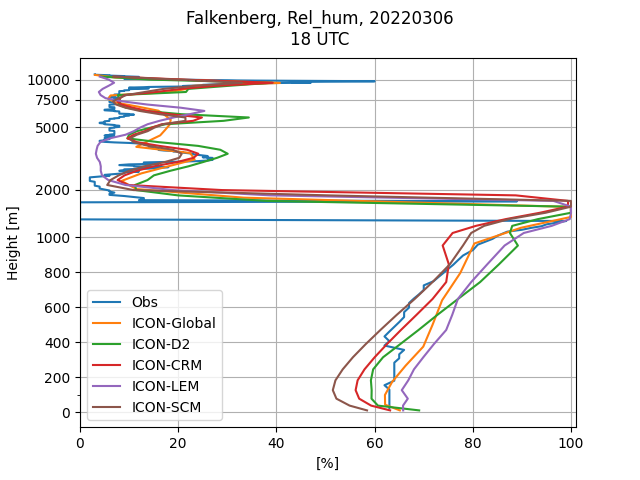 Falkenberg, Rel_hum, 20220306
18 UTC
Height [m]
10000
7500
5000
2000
1000
800
600
400
200
0
Obs
ICON-Global
ICON-D2
ICON-CRM
ICON-LEM
ICON-SCM
0 20 40 60 80 100
[%]